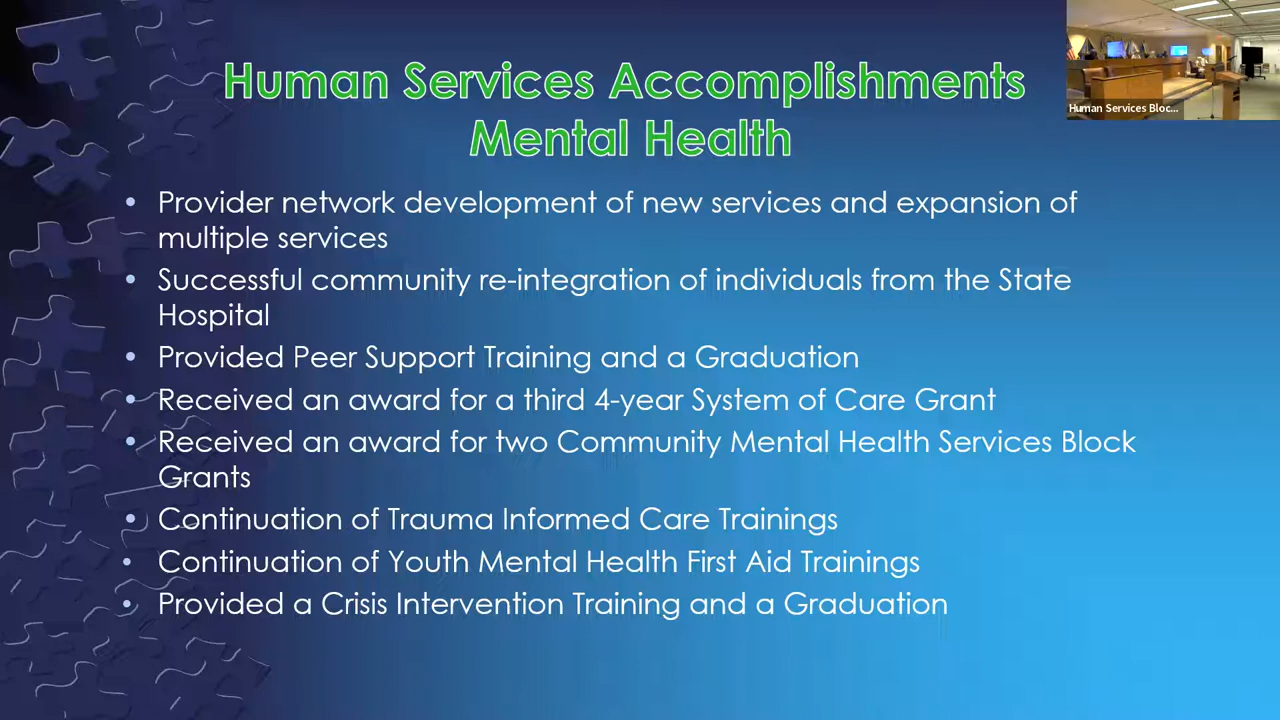 Human Services Accomplishments
Mental Health
Human Services Bloc...
• Provider network development of new services and expansion of
multiple services
• Successful community re-integration of individuals from the State
Hospital
• Provided Peer Support Training and a Graduation
• Received an award for a third 4-year System of Care Grant
• Received an award for two Community Mental Health Services Block
Grants
• Continuation of Trauma Informed Care Trainings
• Continuation of Youth Mental Health First Aid Trainings
• Provided a Crisis Intervention Training and a Graduation